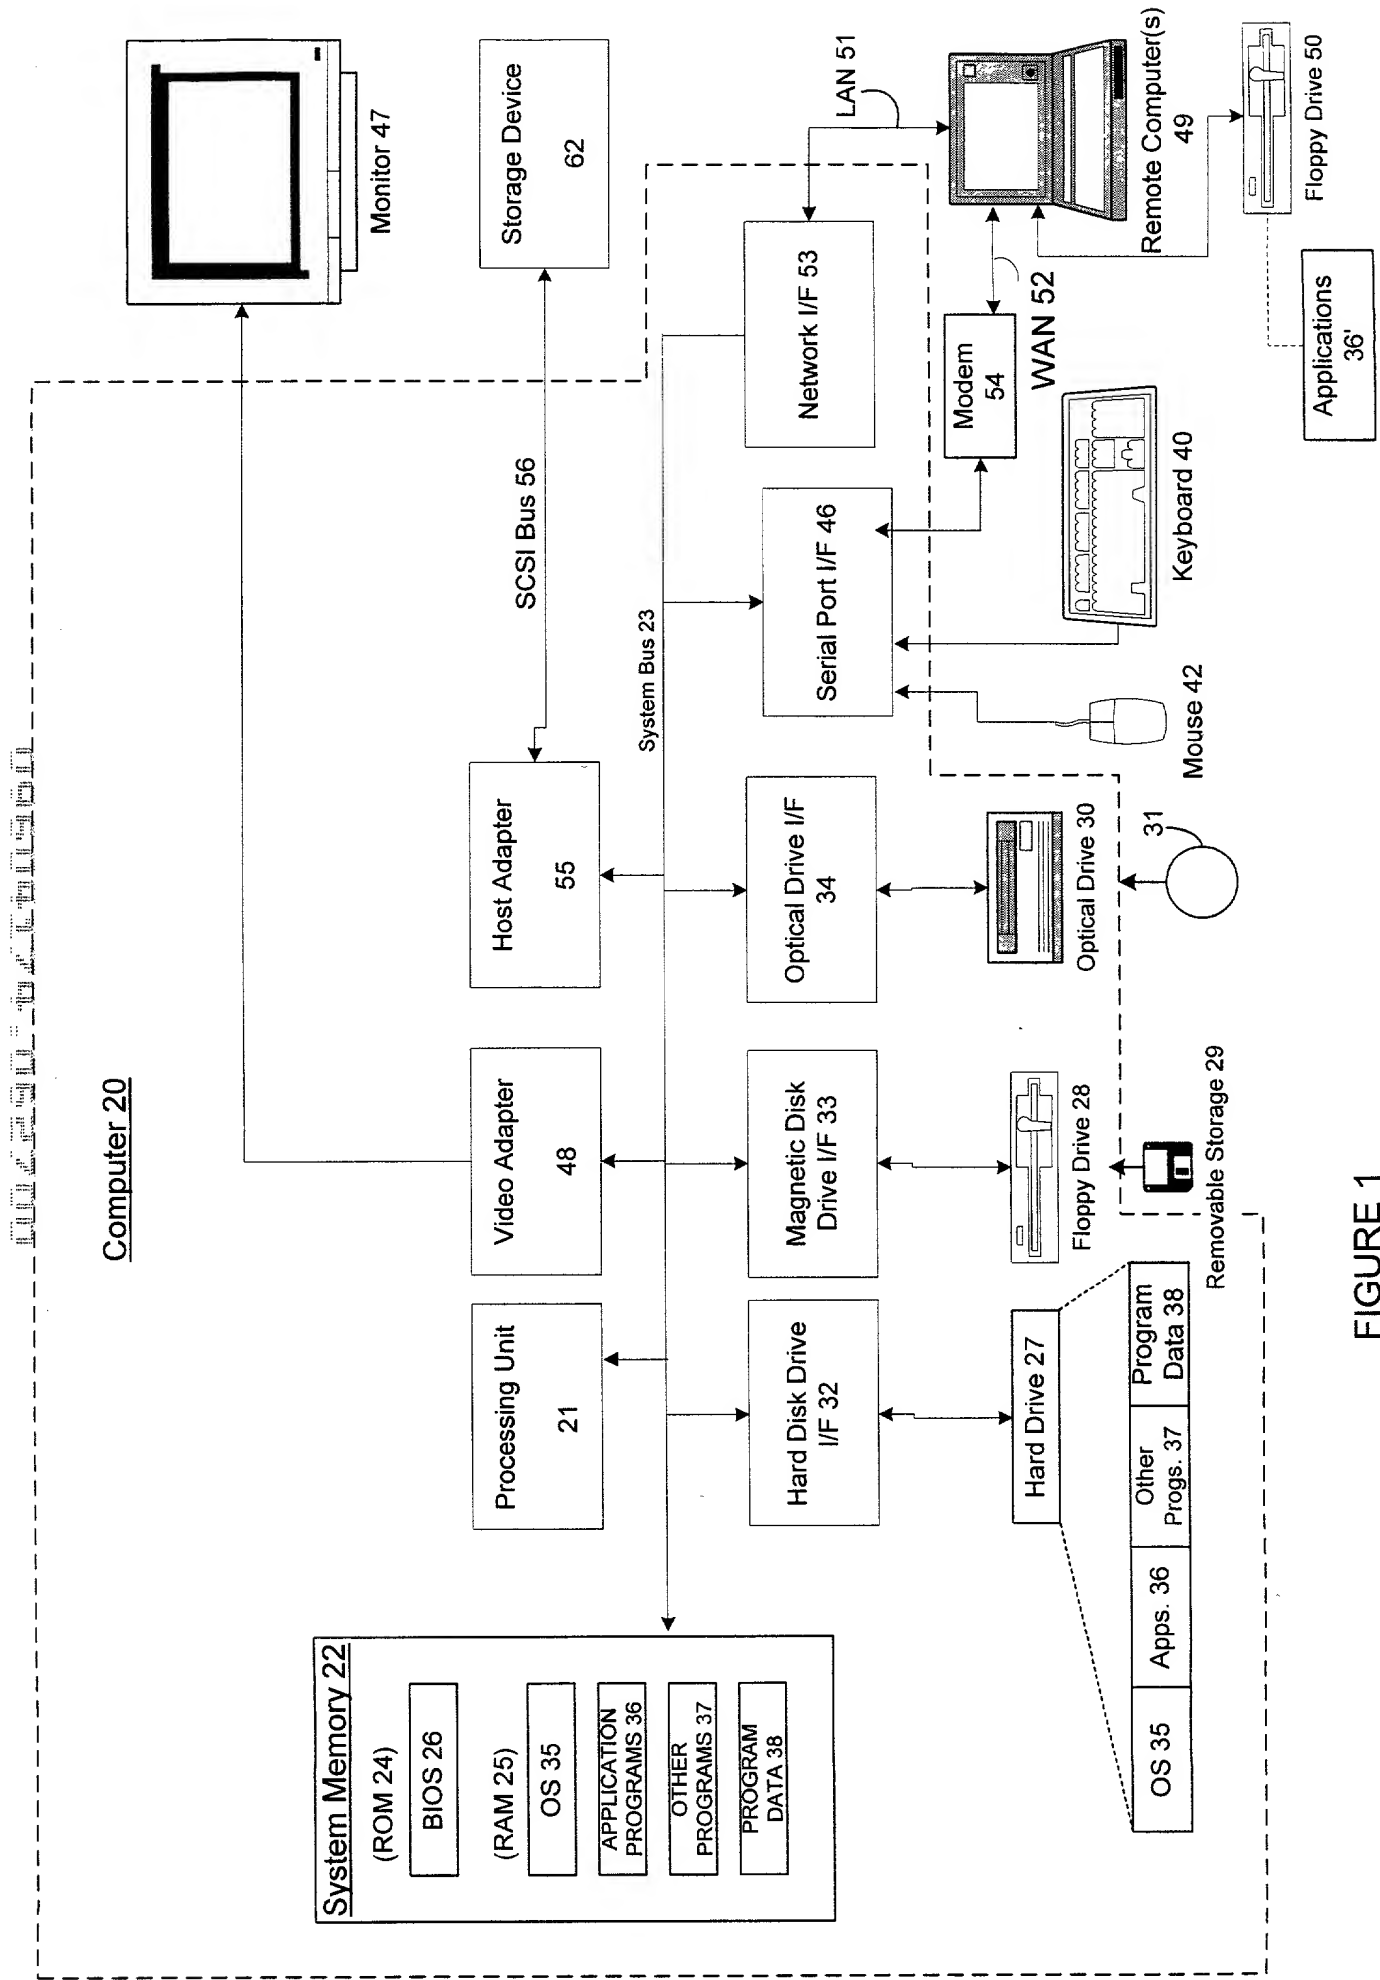 Computer 20
Monitor 47
System Memory 22
(ROM 24)
BIOS 26
(RAM 25)
OS 35
APPLICATION
PROGRAMS 36
OTHER
PROGRAMS 37
PROGRAM
DATA 38
Processing Unit
21
Video Adapter
48
Host Adapter
55
SCSI Bus 56
Storage Device
62
System Bus 23
Hard Disk Drive
I/F 32
Magnetic Disk
Drive I/F 33
Optical Drive I/F
34
Serial Port I/F 46
Network I/F 53
LAN 51
Hard Drive 27
Floppy Drive 28
Optical Drive 30
Modem
54
WAN 52
Remote Computer(s)
49
OS 35
Apps. 36
Other
Progs. 37
Program
Data 38
Removable Storage 29
31
Mouse 42
Keyboard 40
Floppy Drive 50
Applications
36'
FIGURE 1